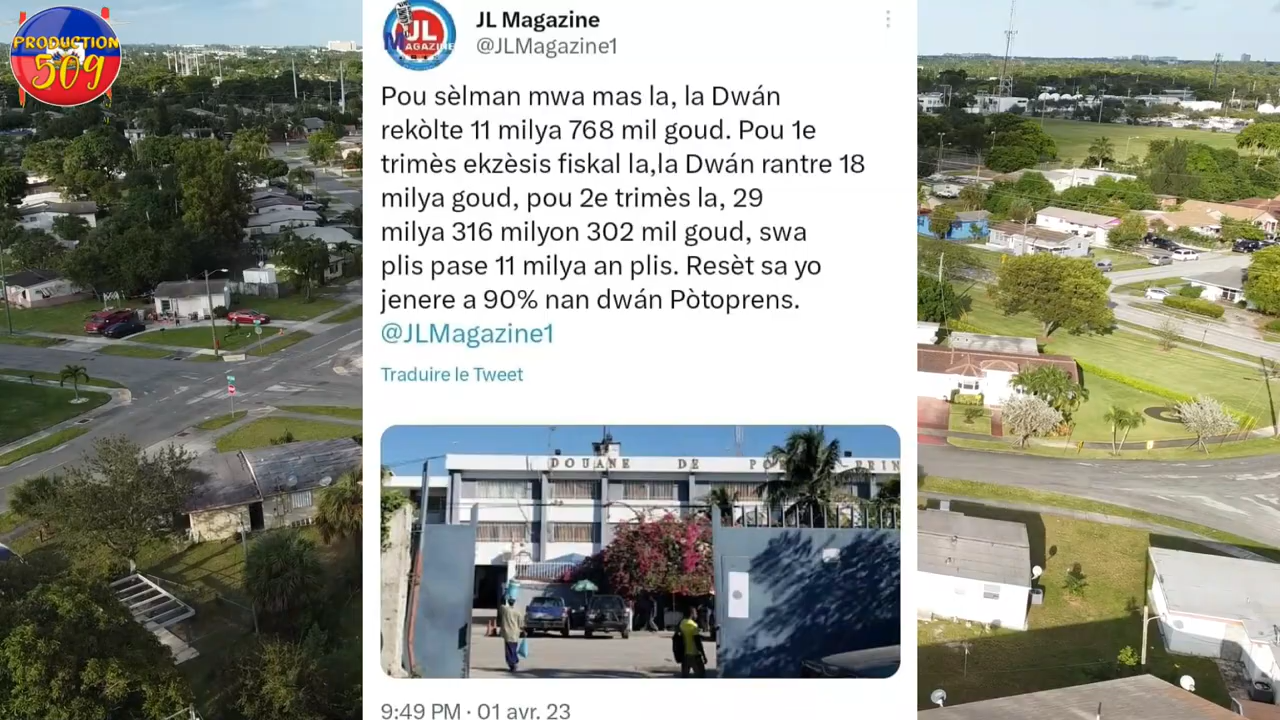 PRODUCTION
509
JL
MAGAZINE
JL Magazine
@JLMagazine1
Pou sèlman mwa mas la, la Dwán
rekòlte 11 milya 768 mil goud. Pou 1e
trimès ekzèsis fiskal la,la Dwán rantre 18
milya goud, pou 2e trimès la, 29
milya 316 milyon 302 mil goud, swa
plis pase 11 milya an plis. Resèt sa yo
jenere a 90% nan dwán Pòtoprens.
@JLMagazine1
Traduire le Tweet
DOUANE DE PO
9:49 PM · 01 avr. 23